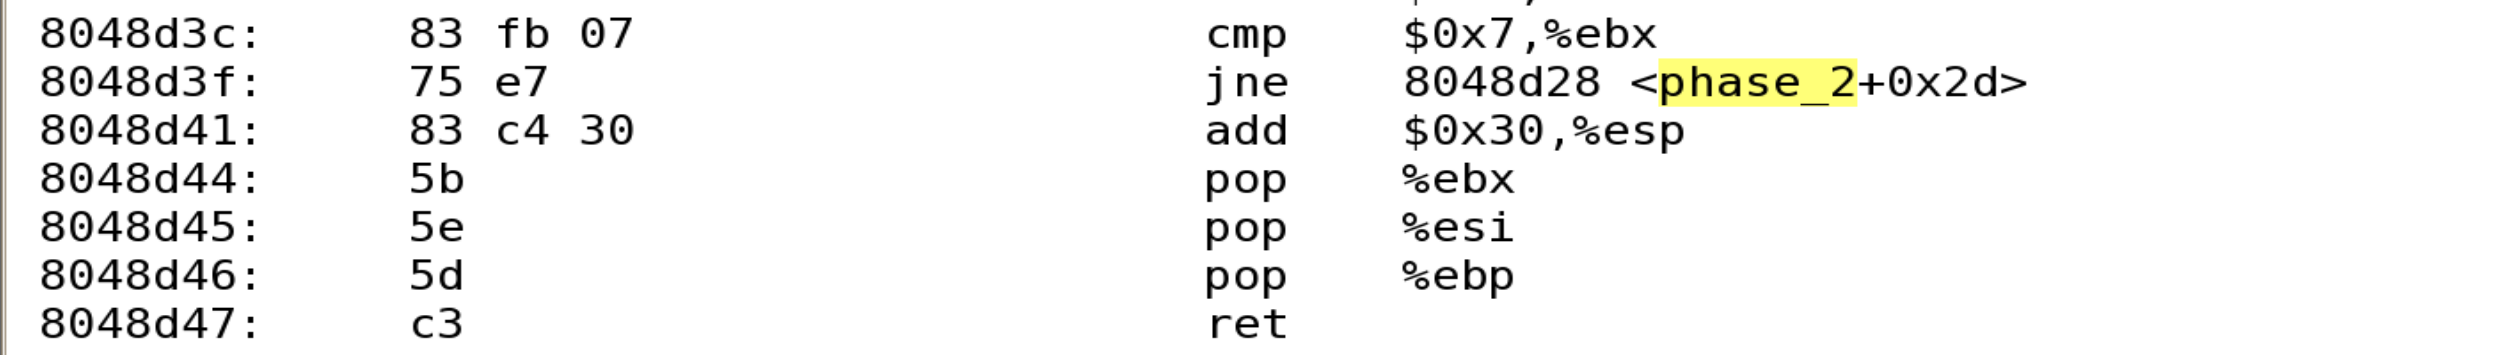 8048d3c: 83 fb 07 cmp $0x7,%ebx
8048d3f: 75 e7 jne 8048d28 <phase_2+0x2d>
8048d41: 83 c4 30 add $0x30,%esp
8048d44: 5b pop %ebx
8048d45: 5e pop %esi
8048d46: 5d pop %ebp
8048d47: c3 ret